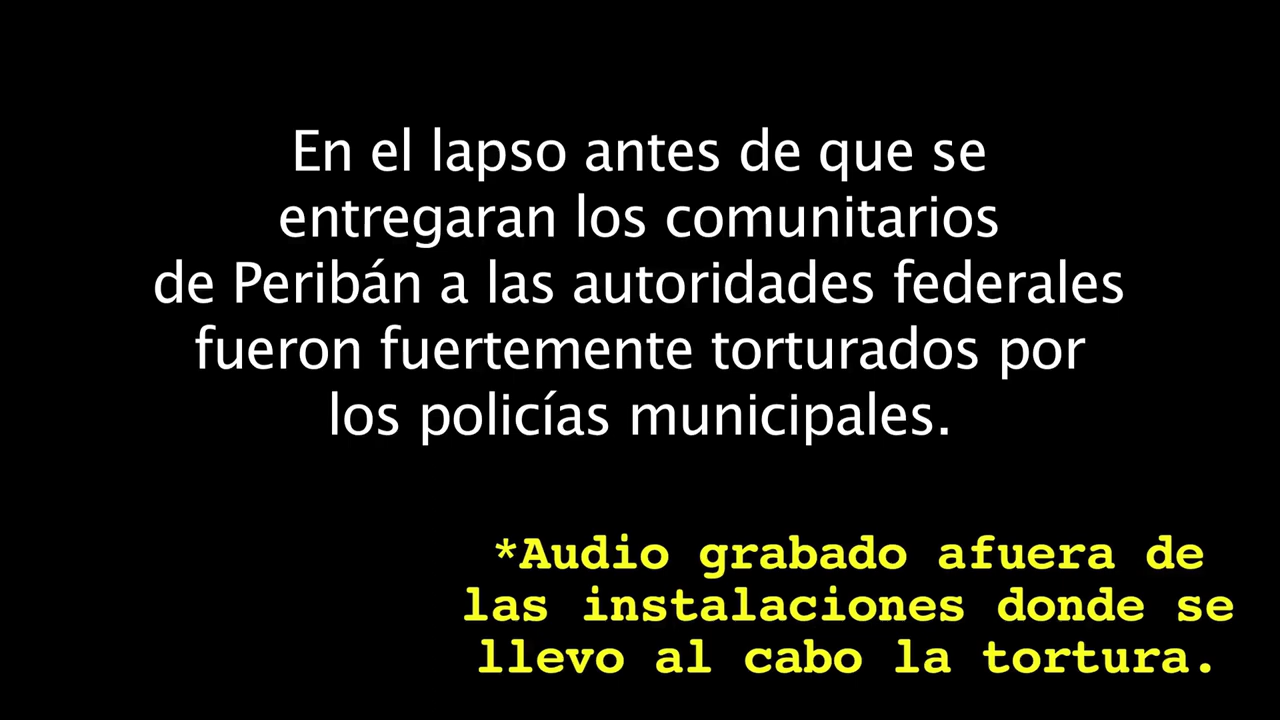 En el lapso antes de que se
entregaran los comunitarios
de Peribán a las autoridades federales
fueron fuertemente torturados por
los policías municipales.
*Audio grabado afuera de
las instalaciones donde se
llevo al cabo la tortura.